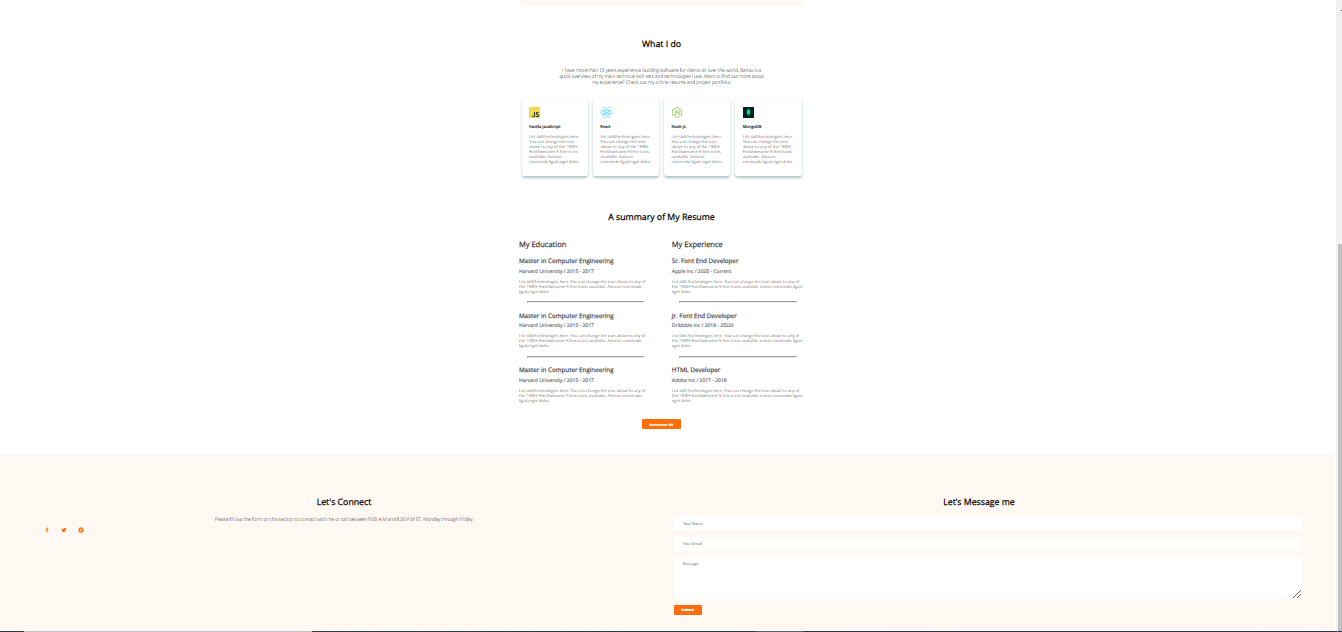 What I do
I have more than 10 years experience building software for clients all over the world. Below is a
quick overview of my main technical skill sets and technologies I use. Want to find out more about
my experience? Check out my online resume and project portfolio.
JS
Vanilla JavaScript
List skills/technologies here.
You can change the icon
above to any of the 1500+
FontAwesome 5 free icons
available. Aenean
commodo ligula eget dolor.
React
List skills/technologies here.
You can change the icon
above to any of the 1500+
FontAwesome 5 free icons
available. Aenean
commodo ligula eget dolor.
Node.js
List skills/technologies here.
You can change the icon
above to any of the 1500+
FontAwesome 5 free icons
available. Aenean
commodo ligula eget dolor.
MongoDB
List skills/technologies here.
You can change the icon
above to any of the 1500+
FontAwesome 5 free icons
available. Aenean
commodo ligula eget dolor.
A summary of My Resume
My Education
Master in Computer Engineering
Harvard University / 2015 - 2017
List skills/technologies here. You can change the icon above to any of
the 1500+ FontAwesome 5 free icons available. Aenean commodo
ligula eget dolor.
Master in Computer Engineering
Harvard University / 2015 - 2017
List skills/technologies here. You can change the icon above to any of
the 1500+ FontAwesome 5 free icons available. Aenean commodo
ligula eget dolor.
Master in Computer Engineering
Harvard University / 2015 - 2017
List skills/technologies here. You can change the icon above to any of
the 1500+ FontAwesome 5 free icons available. Aenean commodo
ligula eget dolor.
My Experience
Sr. Font End Developer
Apple Inc / 2020 - Current
List skills/technologies here. You can change the icon above to any of
the 1500+ FontAwesome 5 free icons available. enean commodo ligula
eget dolor.
Jr. Font End Developer
Dribbble Inc / 2018 - 2022t
List skills/technologies here. You can change the icon above to any of
the 1500+ FontAwesome 5 free icons available. enean commodo ligula
eget dolor.
HTML Developer
Adobe Inc / 2017 - 2018
List skills/technologies here. You can change the icon above to any of
the 1500+ FontAwesome 5 free icons available. enean commodo ligula
eget dolor.
Download CV
Let's Connect
Please fill out the form on this section to contact with me or call between 9:00 A.M and 8:00 P.M ET, Monday through Friday.
Let's Message me
Your Name
Your Email
Message
Submit